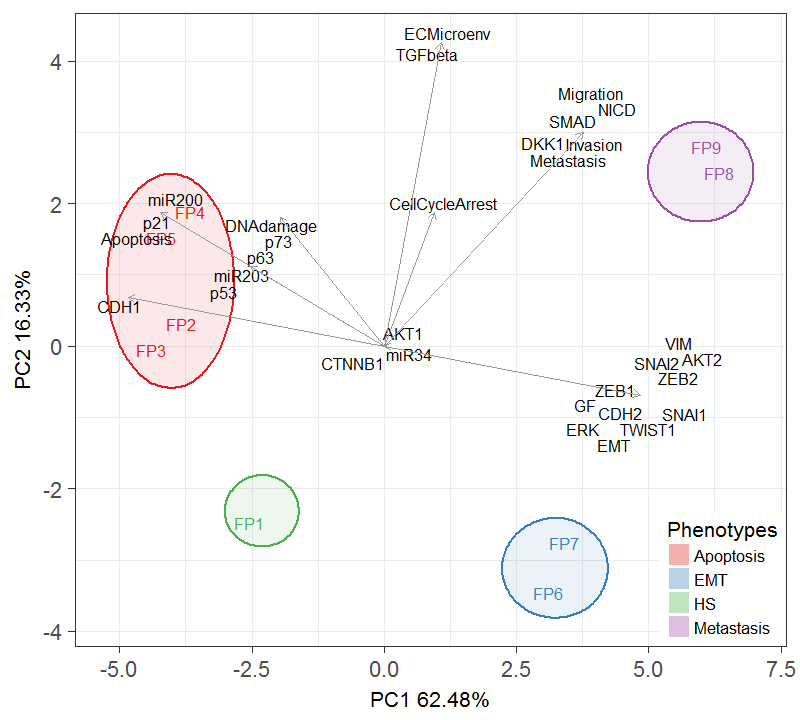 ECMicroenv
4
TGFbeta
Migration
NICD
SMAD
DKK1
Invasion
FP9
Metastasis
FP8
miR200
2
CellCycleArrest
FP4
p21
DNAdamage
Apoptosis
FP5
p73
p63
miR203
p53
CDH1
FP2
AKT1
0
FP3
VIM
miR34
CTNNB1
SNAI2
AKT2
ZEB2
ZEB1
GF
CDH2
SNAI1
ERK
TWIST1
EMT
-2
FP1
FP7
FP6
-4
PC2 16.33%
Phenotypes
Apoptosis
EMT
HS
Metastasis
-5.0
-2.5
0.0
2.5
5.0
7.5
PC1 62.48%